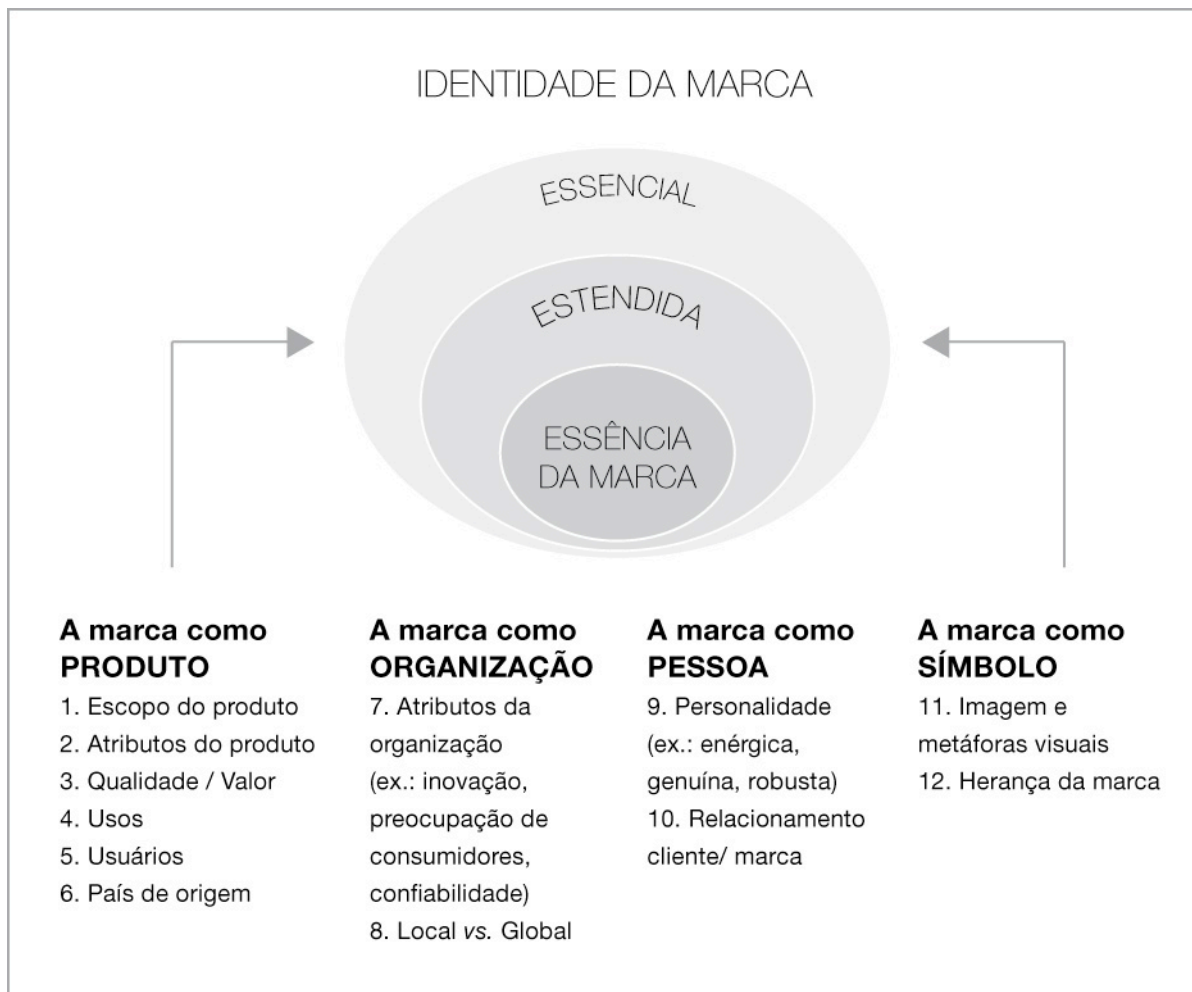 IDENTIDADE DA MARCA
ESSENCIAL
ESTENDIDA
ESSÊNCIA
DA MARCA
A marca como
PRODUTO
1. Escopo do produto
2. Atributos do produto
3. Qualidade / Valor
4. Usos
5. Usuários
6. País de origem
A marca como
ORGANIZAÇÃO
7. Atributos da
organização
(ex.: inovação,
preocupação de
consumidores,
confiabilidade)
8. Local vs. Global
A marca como
PESSOA
9. Personalidade
(ex.: enérgica,
genuína, robusta)
10. Relacionamento
cliente/ marca
A marca como
SÍMBOLO
11. Imagem e
metáforas visuais
12. Herança da marca